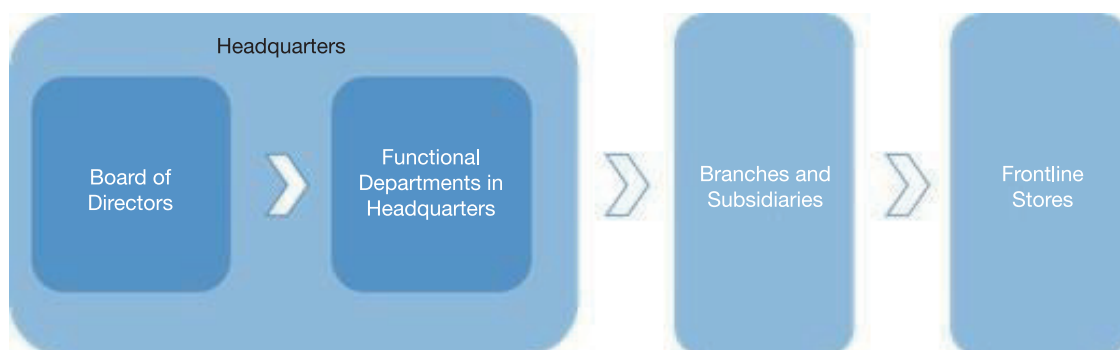 Headquarters
Board of
Directors
Functional
Departments in
Headquarters
Branches and
Subsidiaries
Frontline
Stores